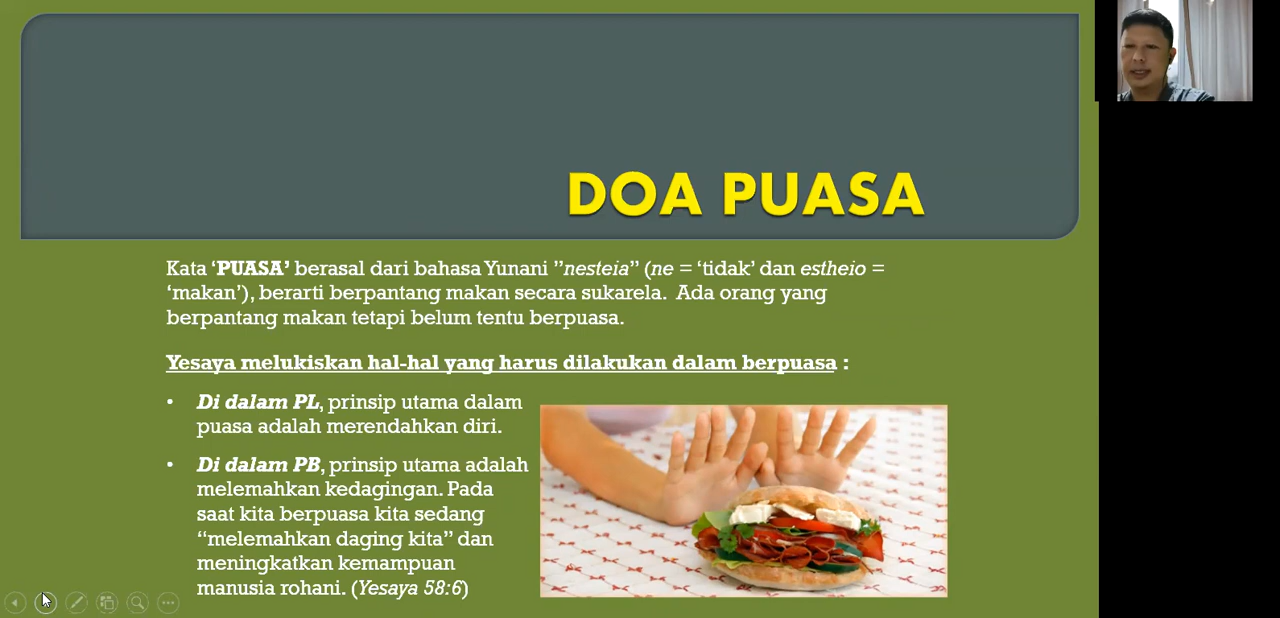 DOA PUASA
Kata ‘PUASA’ berasal dari bahasa Yunani ”nesteia” (ne = ‘tidak’ dan estheio =
‘makan’), berarti berpantang makan secara sukarela.  Ada orang yang
berpantang makan tetapi belum tentu berpuasa.
Yesaya melukiskan hal-hal yang harus dilakukan dalam berpuasa :
• Di dalam PL, prinsip utama dalam
puasa adalah merendahkan diri.
• Di dalam PB, prinsip utama adalah
melemahkan kedagingan. Pada
saat kita berpuasa kita sedang
“melemahkan daging kita” dan
meningkatkan kemampuan
manusia rohani. (Yesaya 58:6)